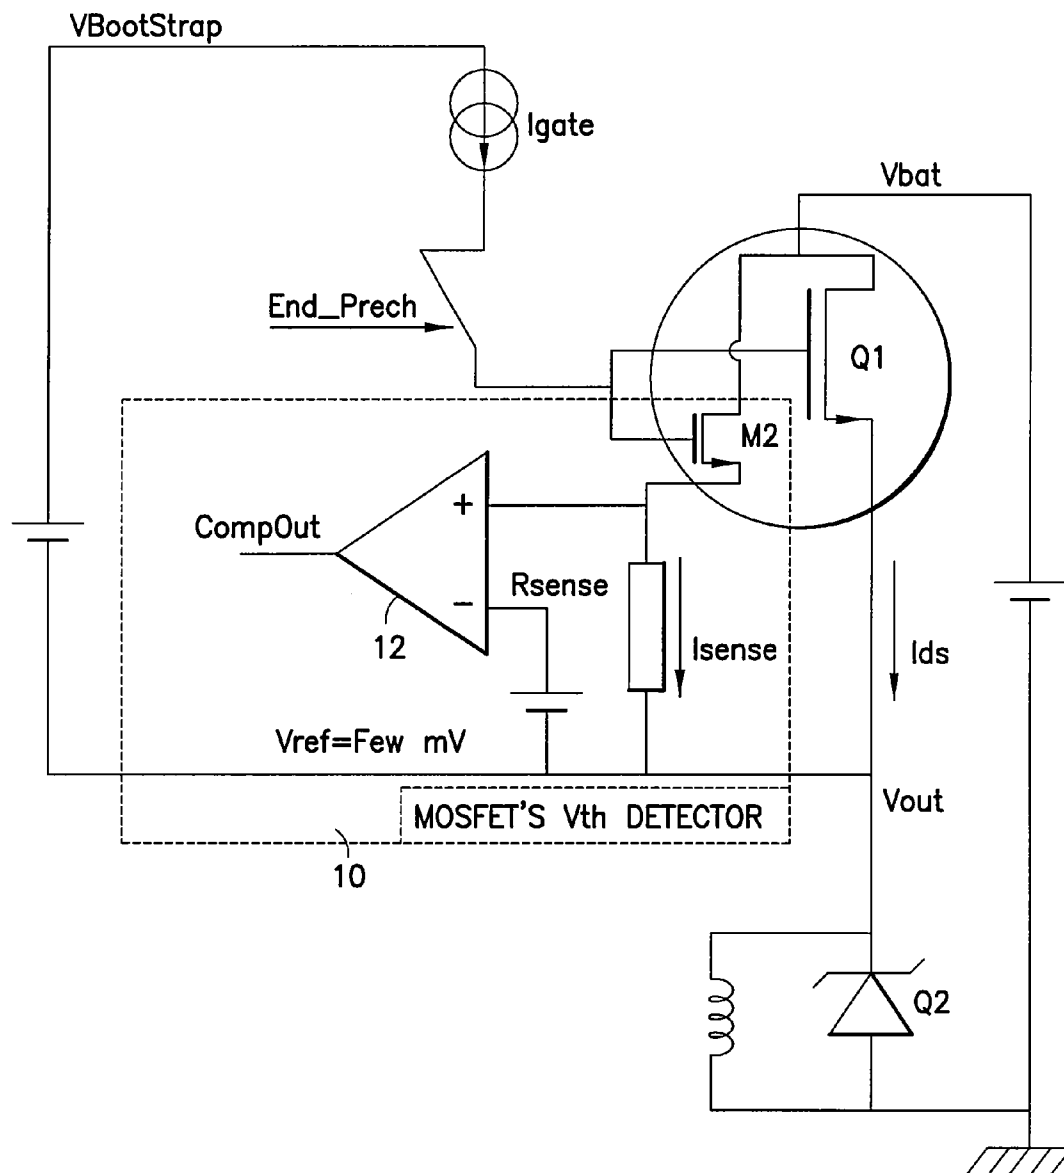 VBootStrap
Igate
Vbat
End_Prech
Q1
M2
+
CompOut
Rsense
−
12
Isense
Ids
Vref=Few mV
Vout
MOSFET'S Vth DETECTOR
10
Q2